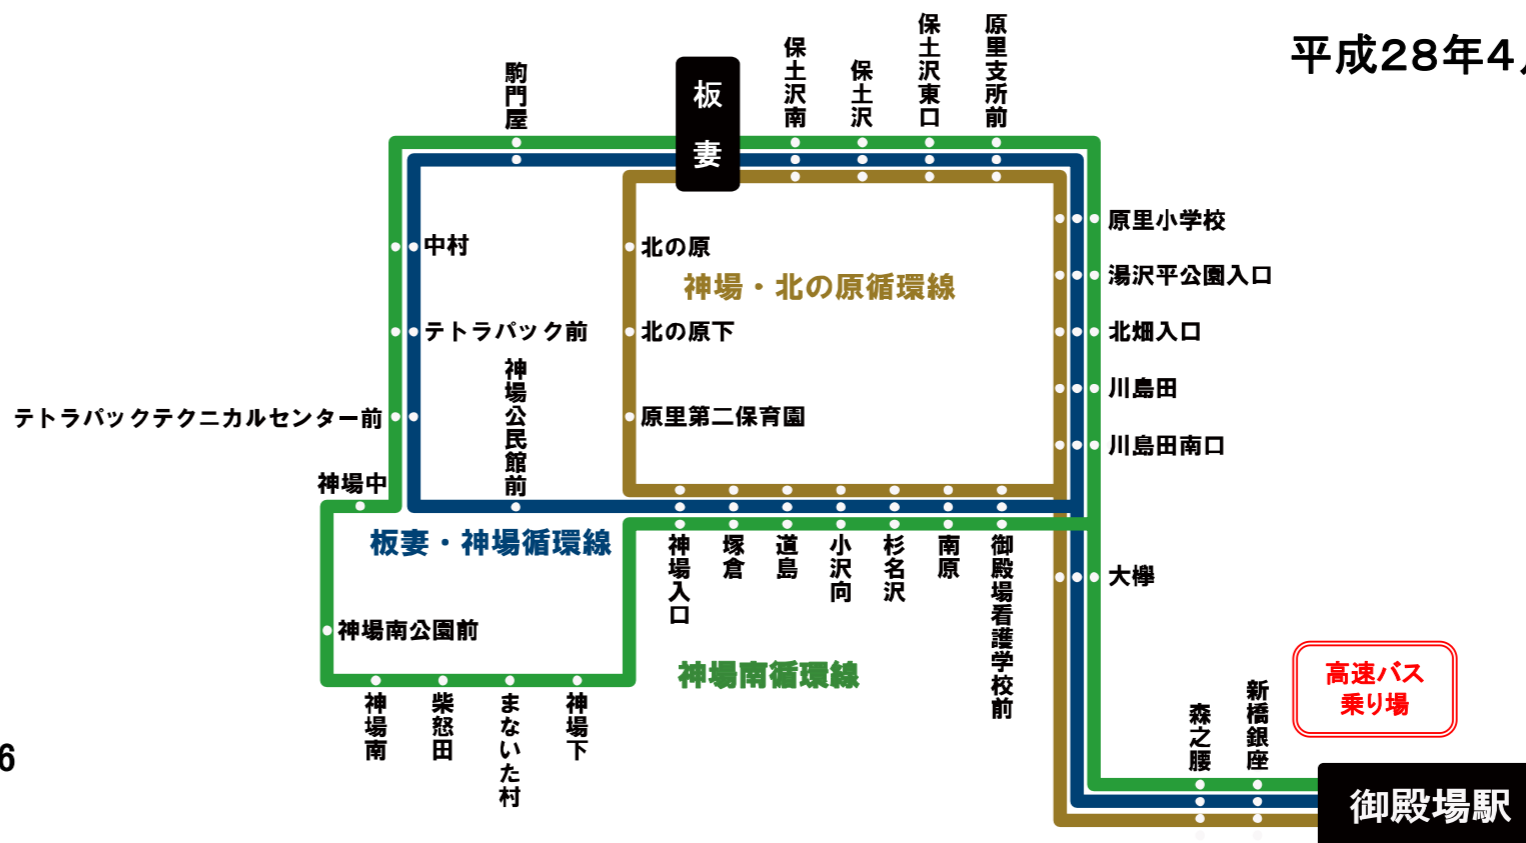 平成28年4
駒門屋
板妻
保土沢南
保土沢
保土沢東口
原里支所前
原里小学校
湯沢平公園入口
北畑入口
川島田
川島田南口
大欅
中村
テトラパック前
テトラパックテクニカルセンター前
北の原
神場・北の原循環線
北の原下
原里第二保育園
神場公民館前
神場中
板妻・神場循環線
神場入口
塚倉
道島
小沢向
杉名沢
南原
御殿場看護学校前
神場南公園前
神場南循環線
神場南
柴怒田
まないた村
神場下
高速バス
乗り場
森之腰
新橋銀座
御殿場駅
6